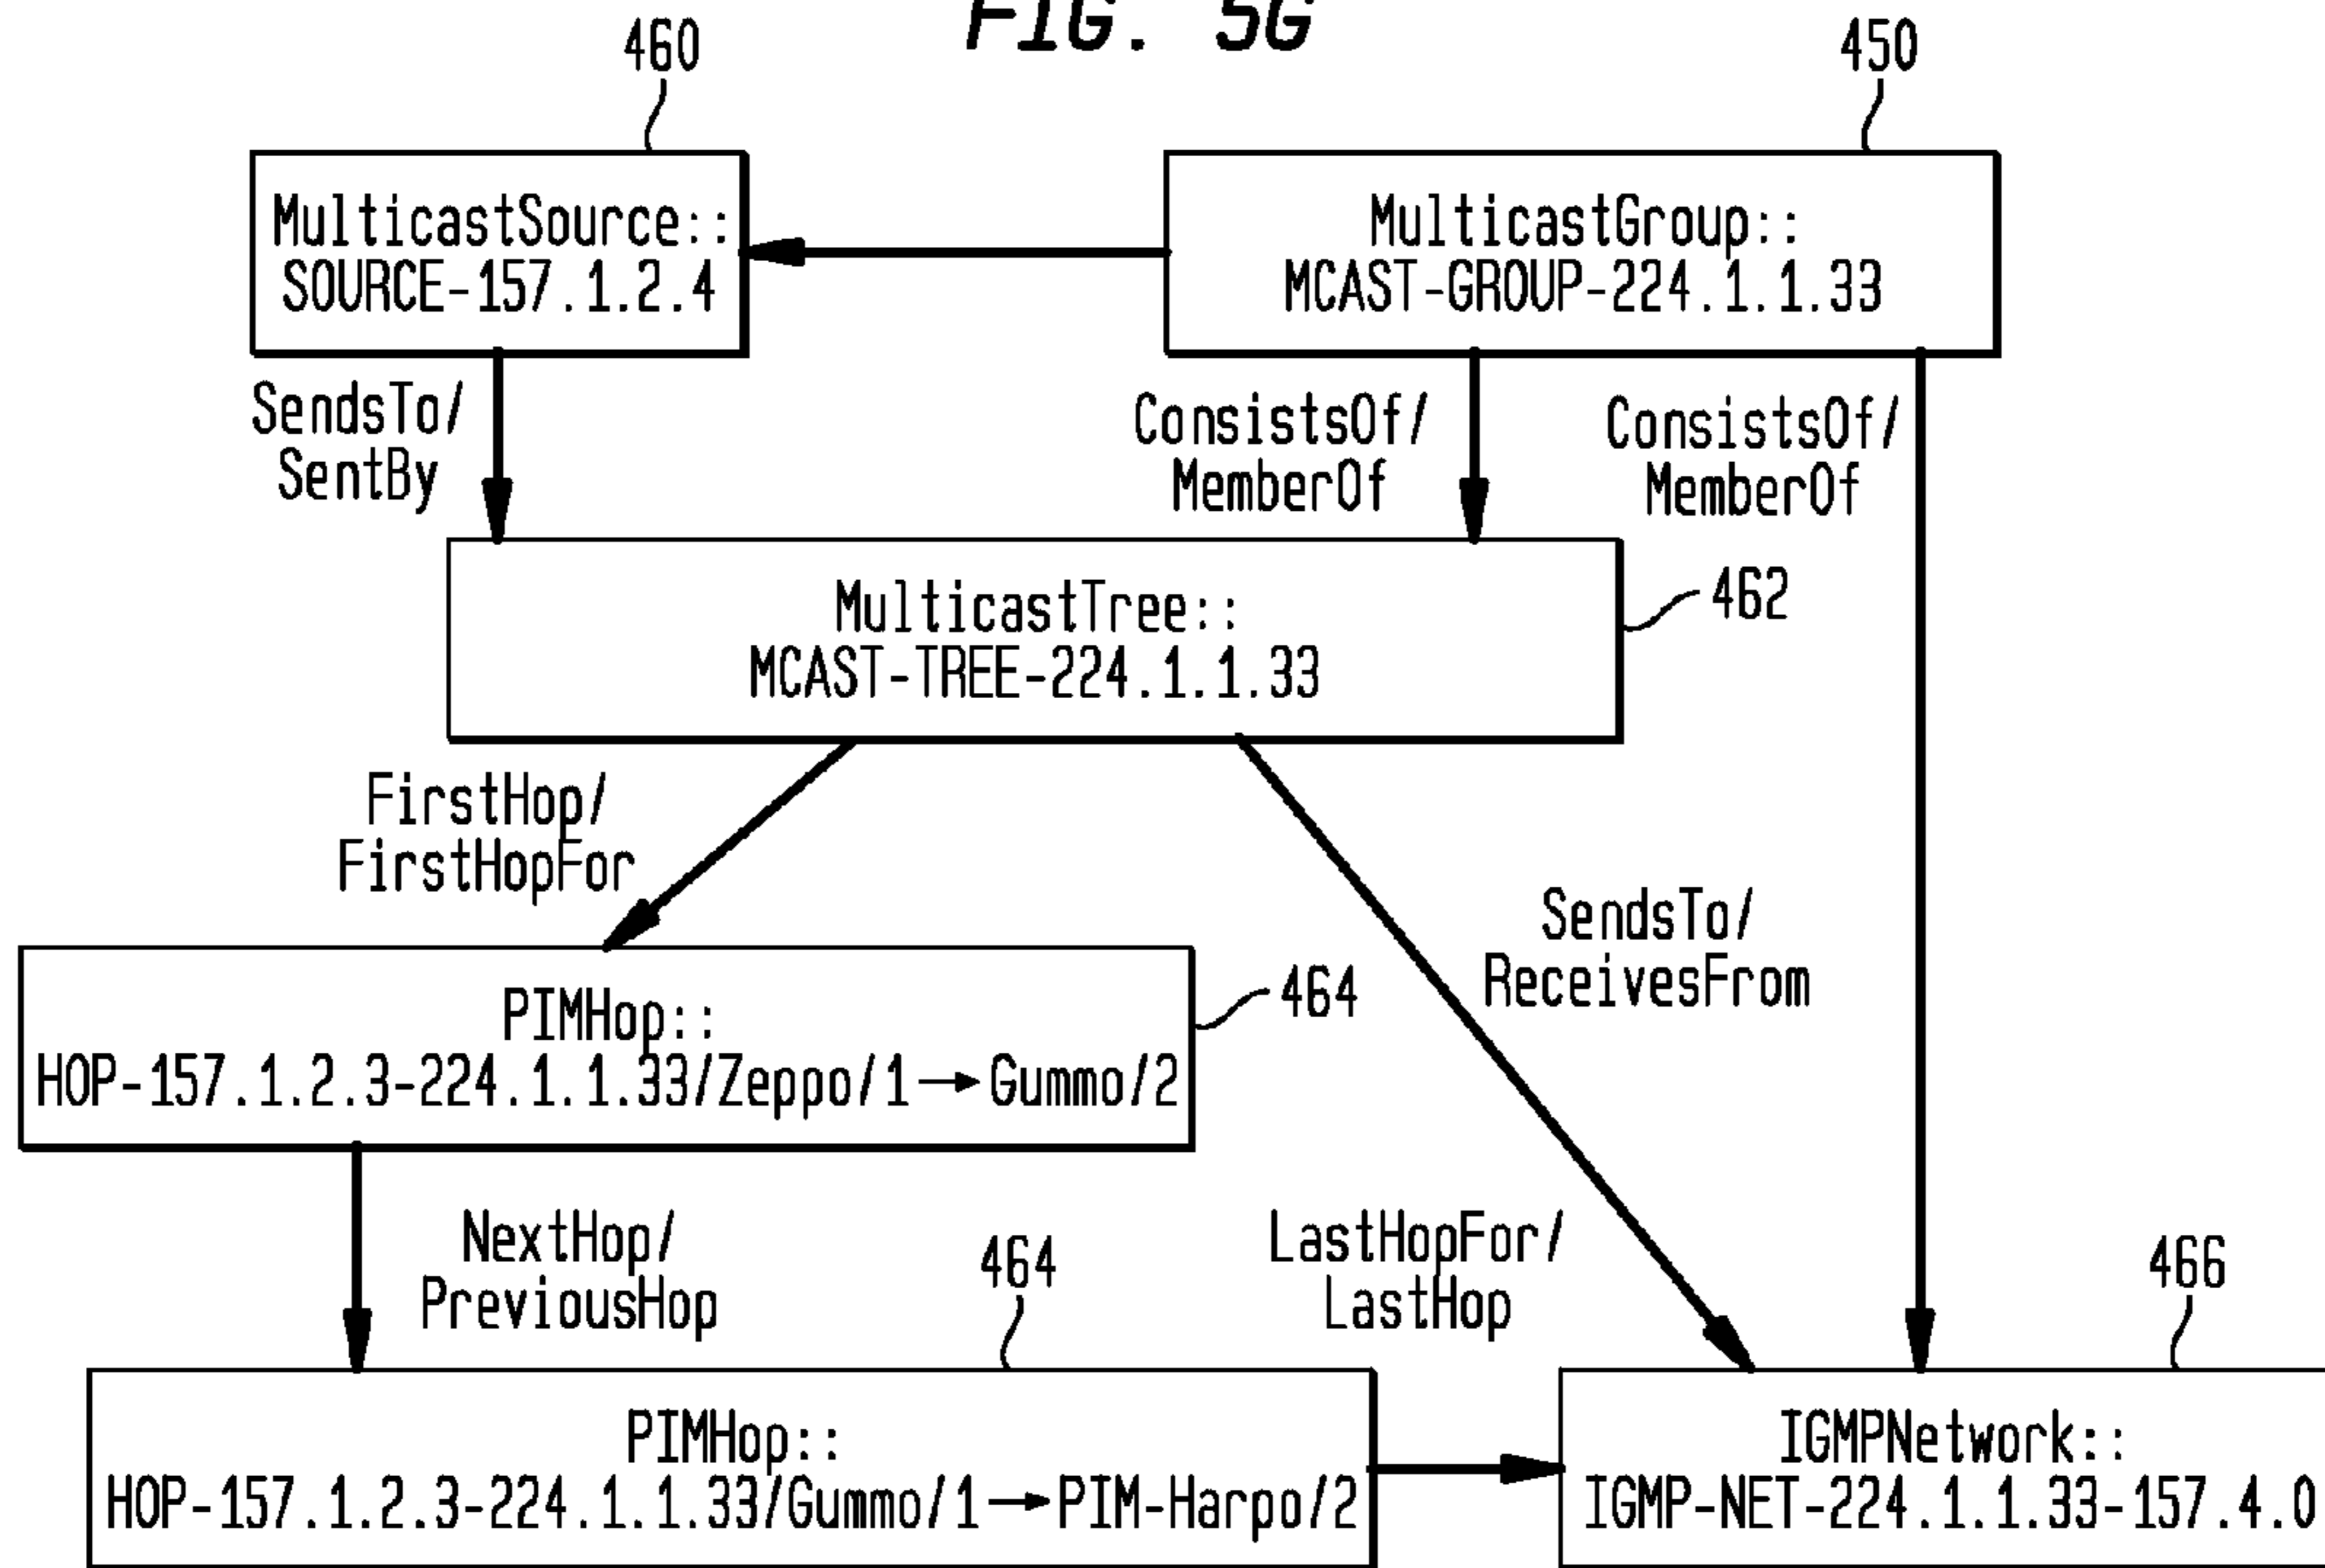 FIG. 5G
460
450
MulticastSource::
SOURCE-157.1.2.4
MulticastGroup::
MCAST-GROUP-224.1.1.33
SendsTo/
SentBy
ConsistsOf/
MemberOf
ConsistsOf/
MemberOf
MulticastTree::
MCAST-TREE-224.1.1.33
462
FirstHop/
FirstHopFor
SendsTo/
ReceivesFrom
PIMHop::
HOP-157.1.2.3-224.1.1.33/Zeppo/1→Gummo/2
464
NextHop/
PreviousHop
464
LastHopFor/
LastHop
466
PIMHop::
HOP-157.1.2.3-224.1.1.33/Gummo/1→PIM-Harpo/2
IGMPNetwork::
IGMP-NET-224.1.1.33-157.4.0